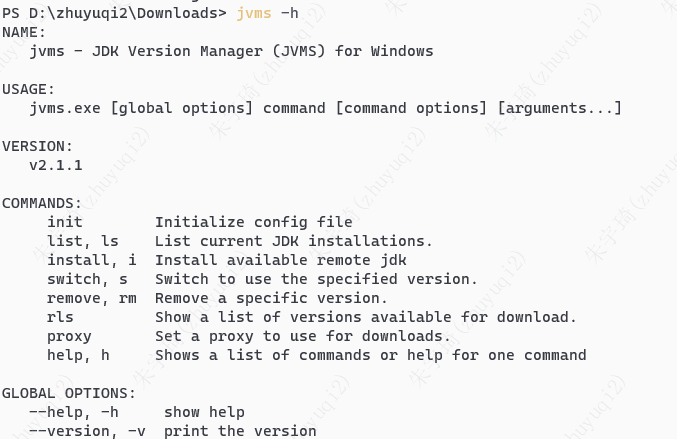 PS D:\zhuyuqi2\Downloads> jvms -h
NAME:
   jvms - JDK Version Manager (JVMS) for Windows

USAGE:
   jvms.exe [global options] command [command options] [arguments...]

VERSION:
   v2.1.1

COMMANDS:
     init        Initialize config file
     list, ls    List current JDK installations.
     install, i  Install available remote jdk
     switch, s   Switch to use the specified version.
     remove, rm  Remove a specific version.
     rls         Show a list of versions available for download.
     proxy       Set a proxy to use for downloads.
     help, h     Shows a list of commands or help for one command

GLOBAL OPTIONS:
   --help, -h     show help
   --version, -v  print the version
朱宇琦(zhuyuqi2)